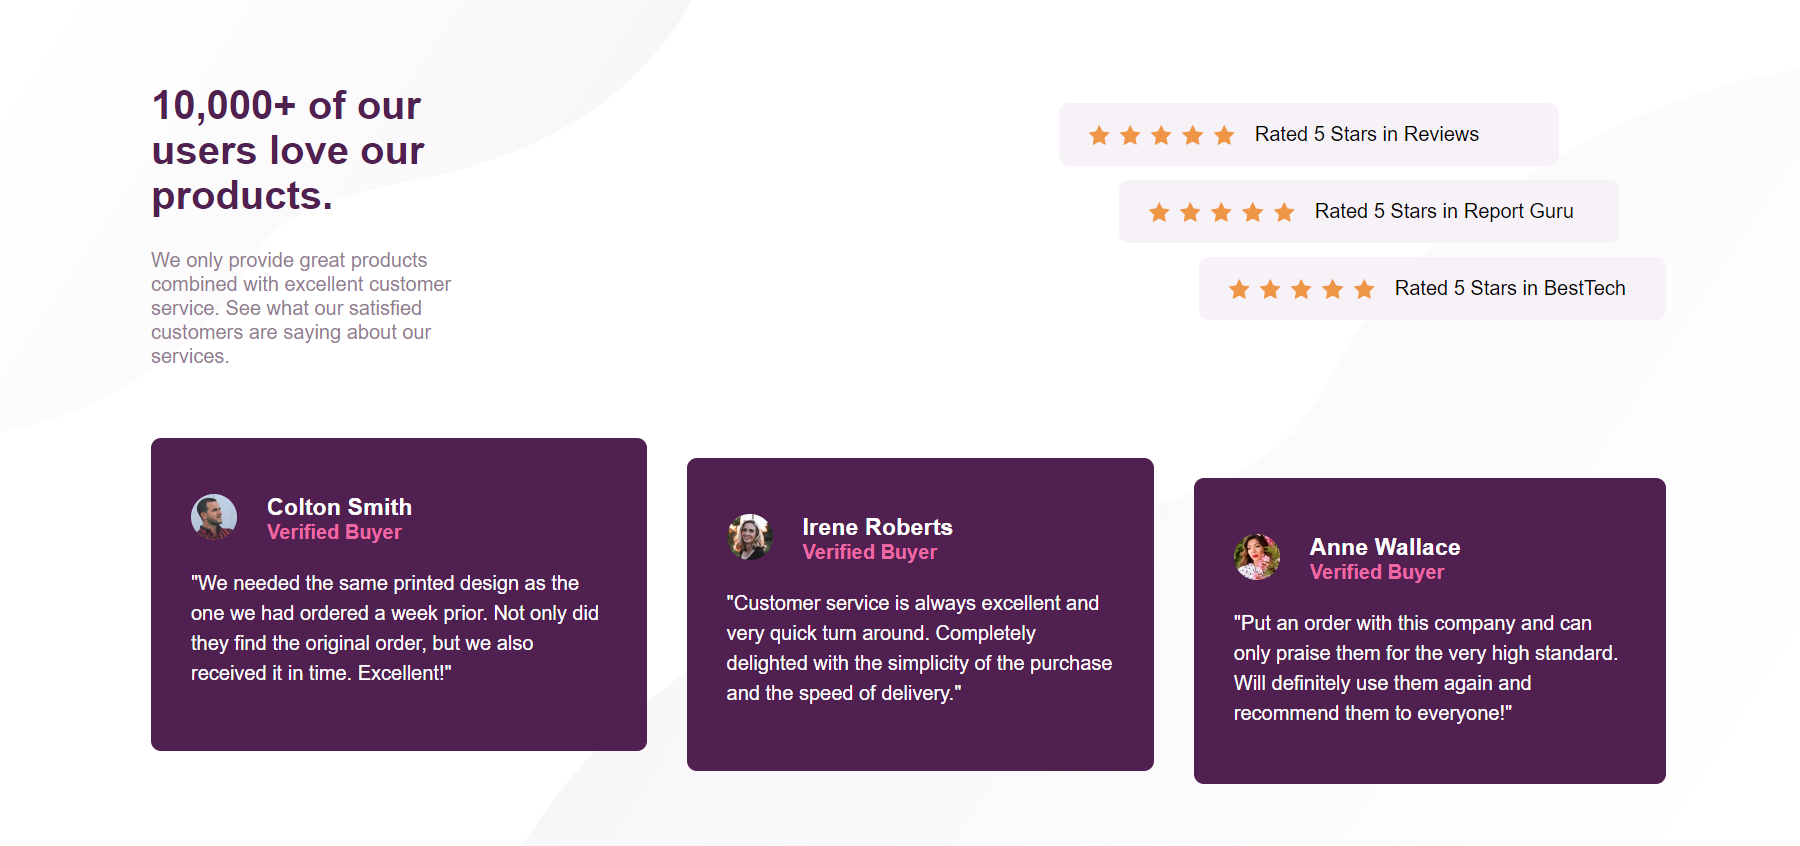 10,000+ of our
users love our
products.
We only provide great products
combined with excellent customer
service. See what our satisfied
customers are saying about our
services.
Rated 5 Stars in Reviews
Rated 5 Stars in Report Guru
Rated 5 Stars in BestTech
Colton Smith
Verified Buyer
"We needed the same printed design as the
one we had ordered a week prior. Not only did
they find the original order, but we also
received it in time. Excellent!"
Irene Roberts
Verified Buyer
"Customer service is always excellent and
very quick turn around. Completely
delighted with the simplicity of the purchase
and the speed of delivery."
Anne Wallace
Verified Buyer
"Put an order with this company and can
only praise them for the very high standard.
Will definitely use them again and
recommend them to everyone!"